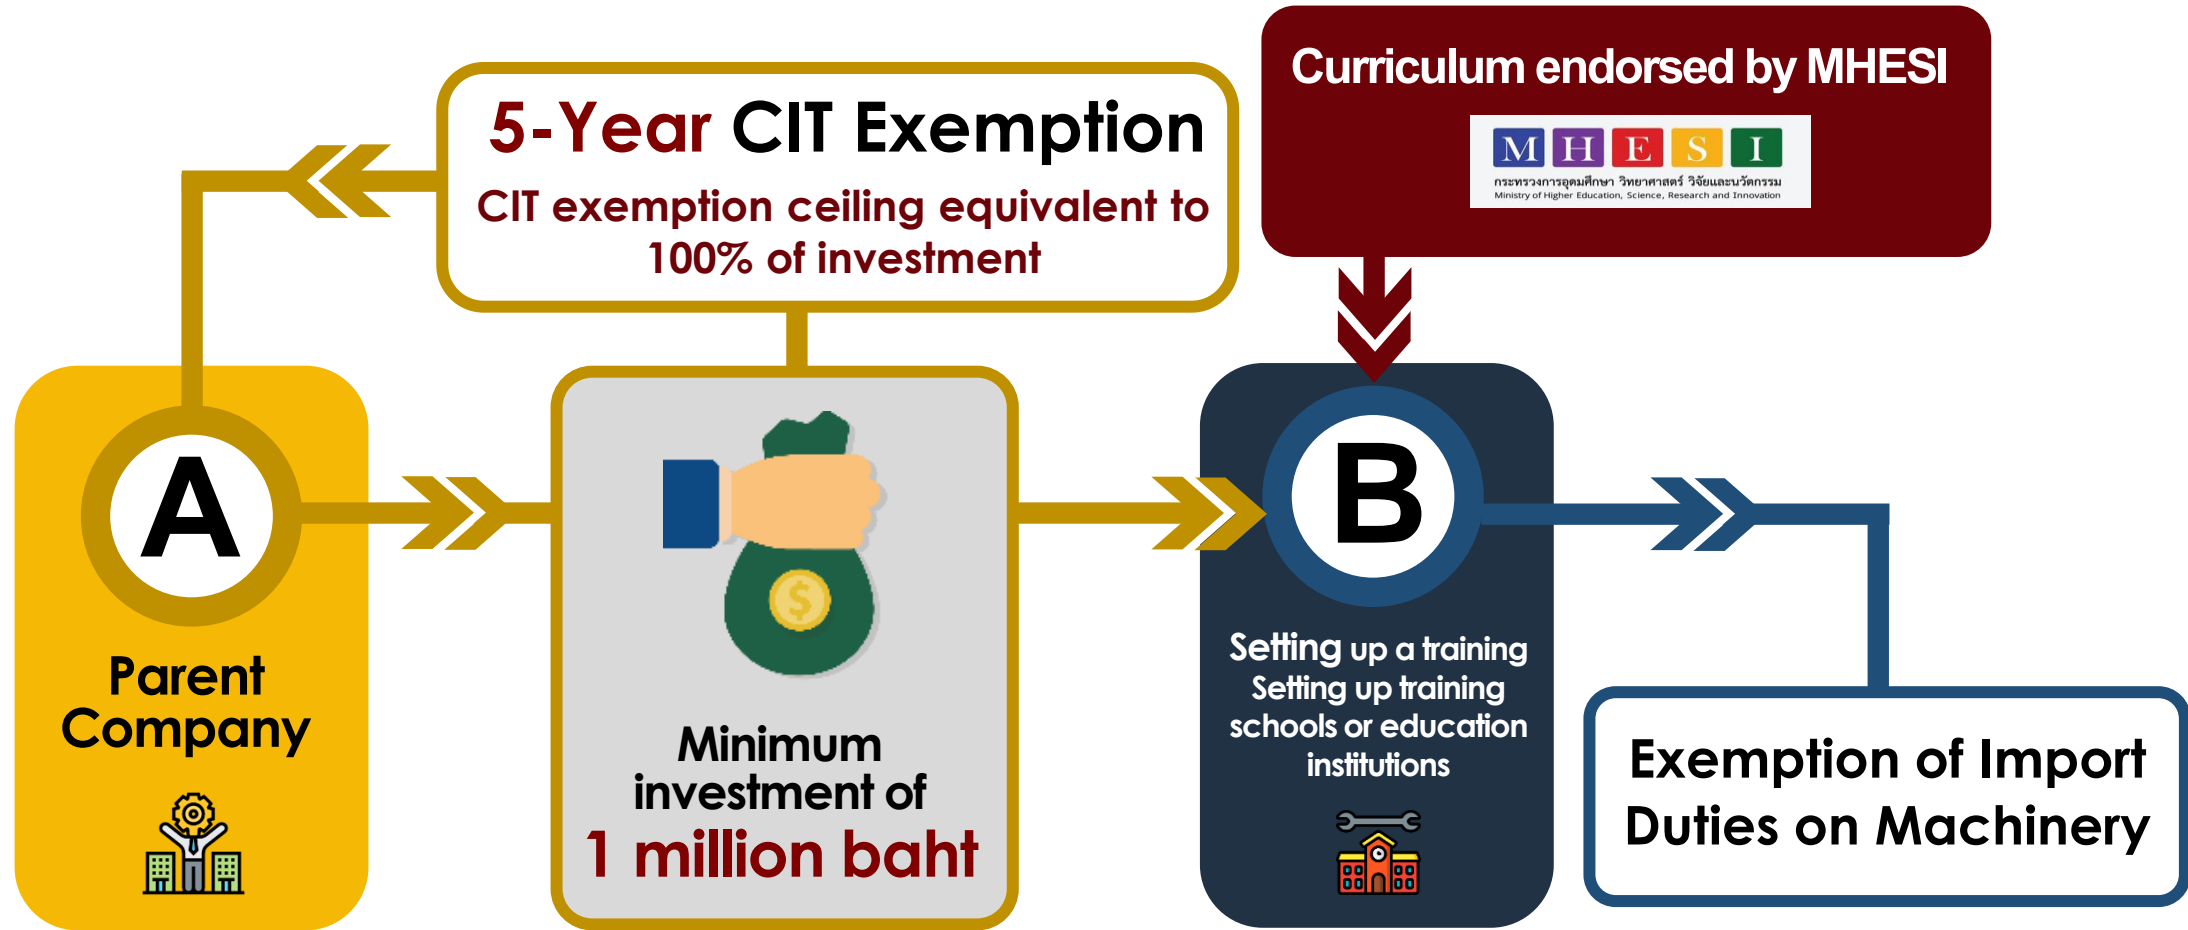 5-Year CIT Exemption
CIT exemption ceiling equivalent to
100% of investment
Curriculum endorsed by MHESI
M H E S I
กระทรวงการอุดมศึกษา วิทยาศาสตร์ วิจัยและนวัตกรรม
Ministry of Higher Education, Science, Research and Innovation
A
Parent
Company
$
Minimum
investment of
1 million baht
B
Setting up a training
Setting up training
schools or education
institutions
Exemption of Import
Duties on Machinery